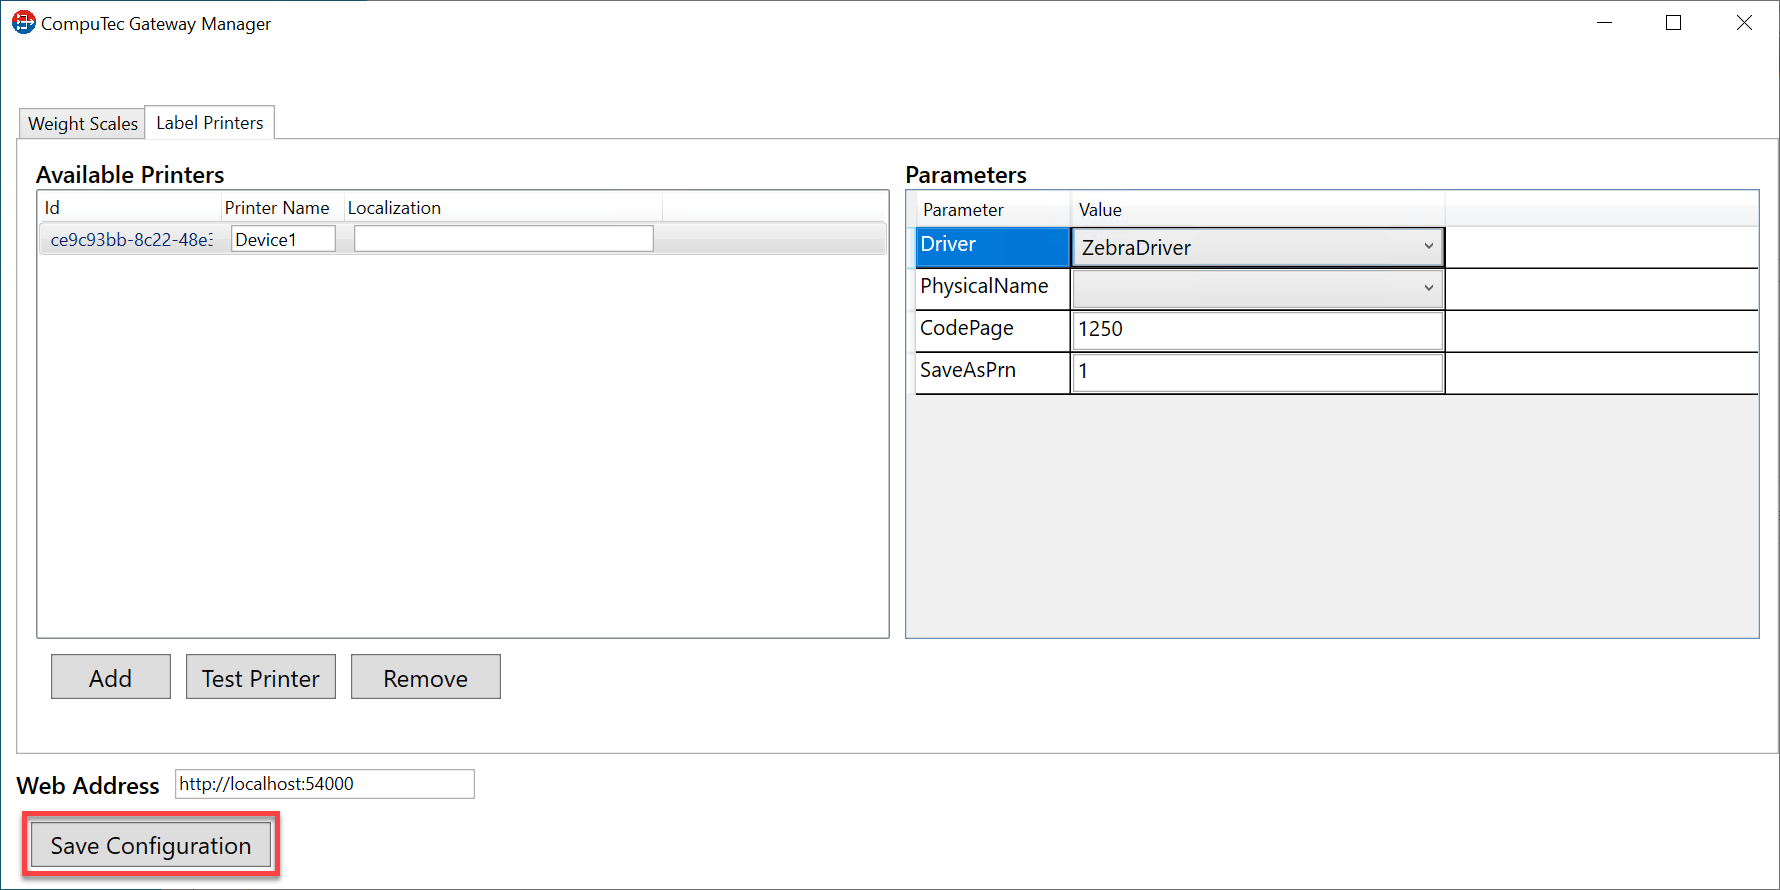 CompuTec Gateway Manager
Weight Scales
Label Printers
Available Printers
Id
Printer Name
Localization
ce9c93bb-8c22-48e
Device1
Add
Test Printer
Remove
Parameters
Parameter
Value
Driver
ZebraDriver
PhysicalName
CodePage
1250
SaveAsPrn
1
Web Address
http://localhost:54000
Save Configuration